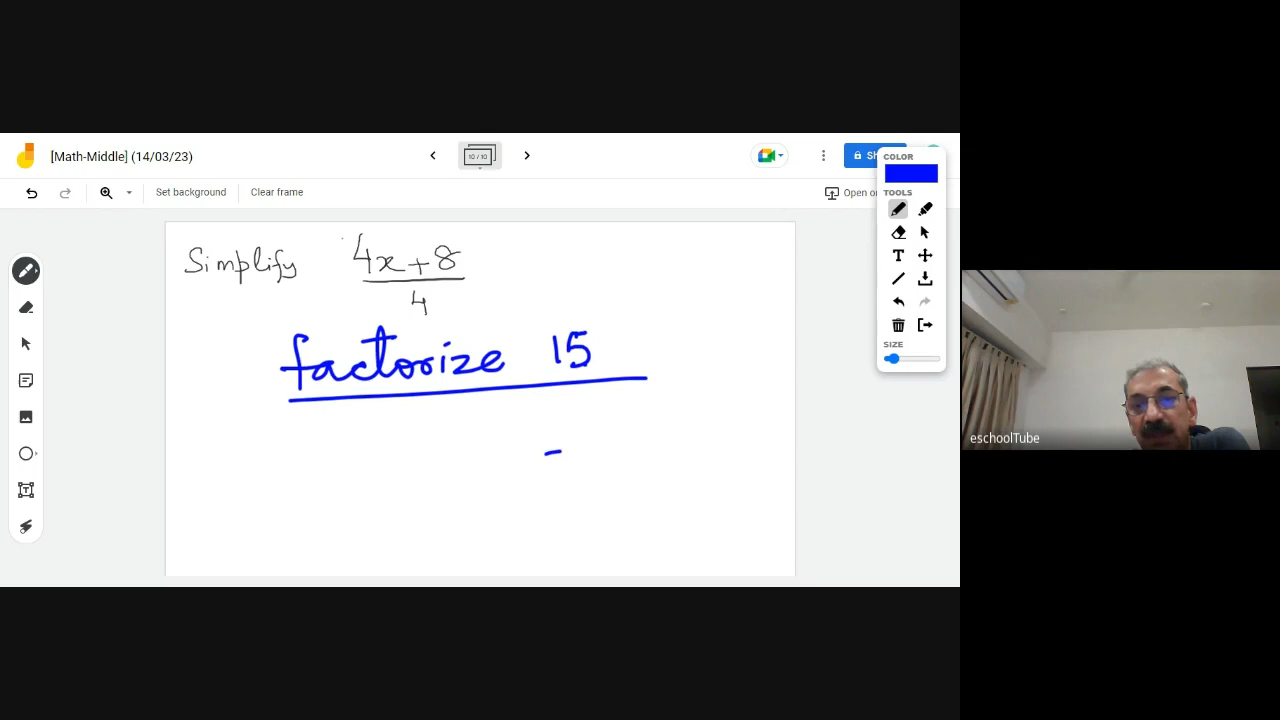 [Math-Middle] (14/03/23)
10 / 10
Set background
Clear frame
Open on
Sh
COLOR
TOOLS
T
SIZE
Simplify 4x+8
4
factorize 15
-
eschoolTube